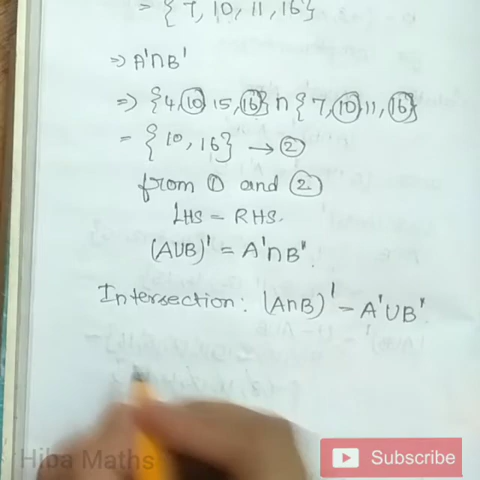 = {7, 10, 11, 16}
⇒ A'∩B'
⇒ {4, 10 15, 16} ∩ {7, 10, 11, 16}
= {10, 16} → ②
from ① and ②
LHS = RHS.
(A∪B)' = A'∩B'.
Intersection: (A∩B)' = A'∪B'.
Hiba Maths
Subscribe